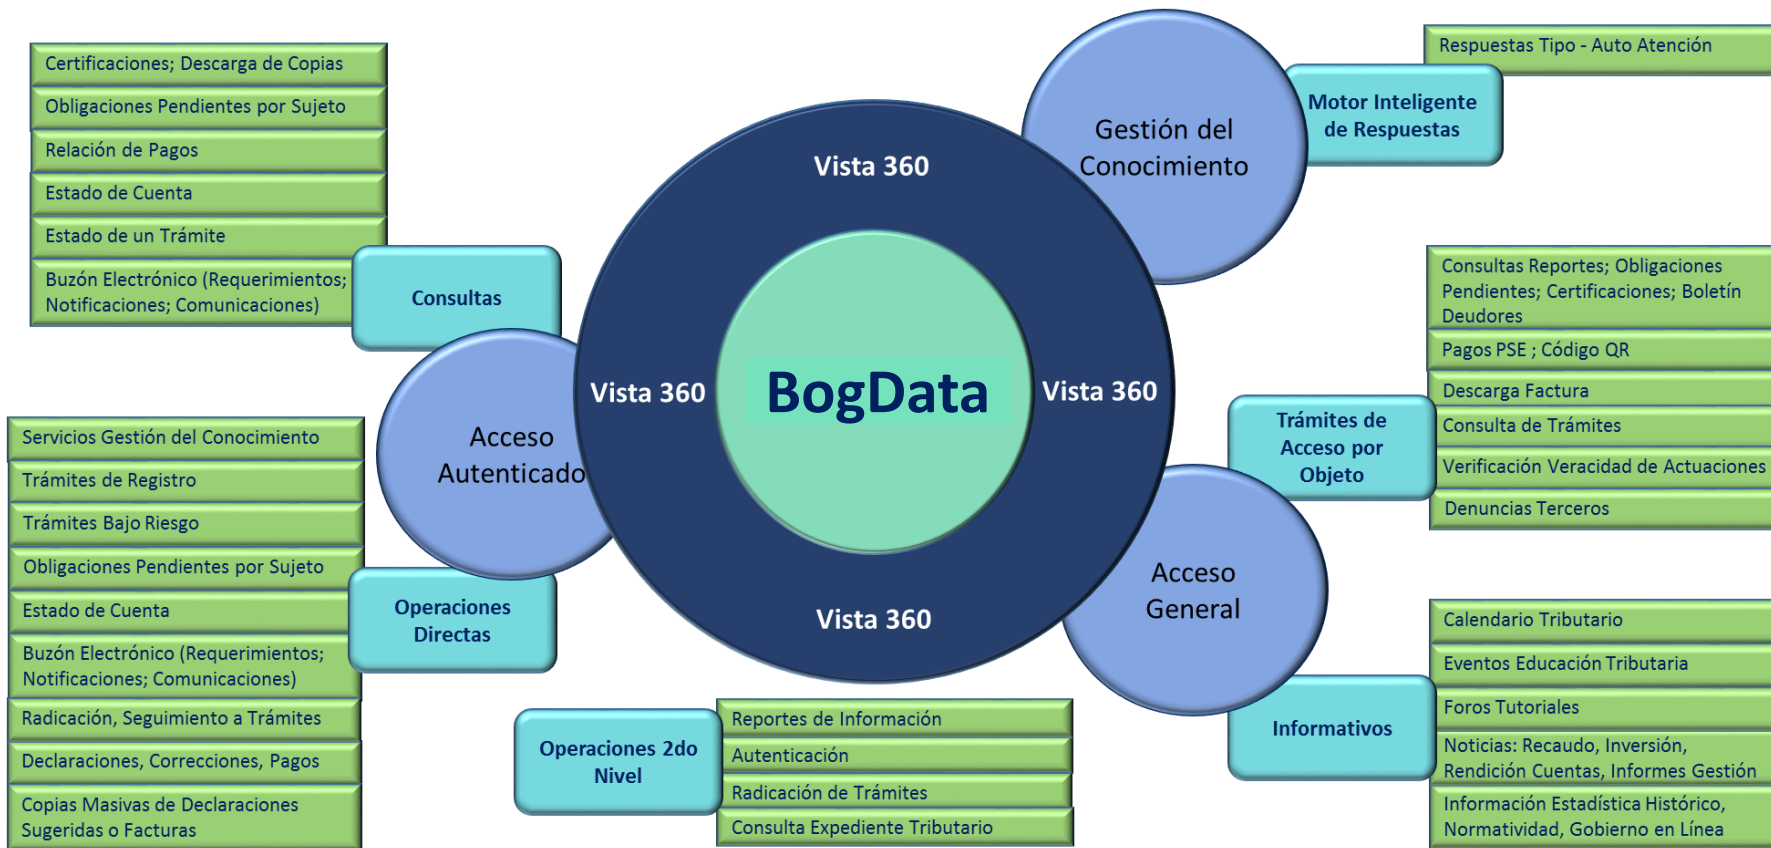 Certificaciones; Descarga de Copias
Obligaciones Pendientes por Sujeto
Relación de Pagos
Estado de Cuenta
Estado de un Trámite
Buzón Electrónico (Requerimientos;
Notificaciones; Comunicaciones)
Consultas
Acceso
Autenticado
Servicios Gestión del Conocimiento
Trámites de Registro
Trámites Bajo Riesgo
Obligaciones Pendientes por Sujeto
Estado de Cuenta
Buzón Electrónico (Requerimientos;
Notificaciones; Comunicaciones)
Radicación, Seguimiento a Trámites
Declaraciones, Correcciones, Pagos
Copias Masivas de Declaraciones
Sugeridas o Facturas
Operaciones
Directas
Vista 360
Vista 360
BogData
Vista 360
Vista 360
Operaciones 2do
Nivel
Reportes de Información
Autenticación
Radicación de Trámites
Consulta Expediente Tributario
Gestión del
Conocimiento
Motor Inteligente
de Respuestas
Respuestas Tipo - Auto Atención
Consultas Reportes; Obligaciones
Pendientes; Certificaciones; Boletín
Deudores
Pagos PSE ; Código QR
Descarga Factura
Consulta de Trámites
Verificación Veracidad de Actuaciones
Denuncias Terceros
Trámites de
Acceso por
Objeto
Acceso
General
Informativos
Calendario Tributario
Eventos Educación Tributaria
Foros Tutoriales
Noticias: Recaudo, Inversión,
Rendición Cuentas, Informes Gestión
Información Estadística Histórico,
Normatividad, Gobierno en Línea